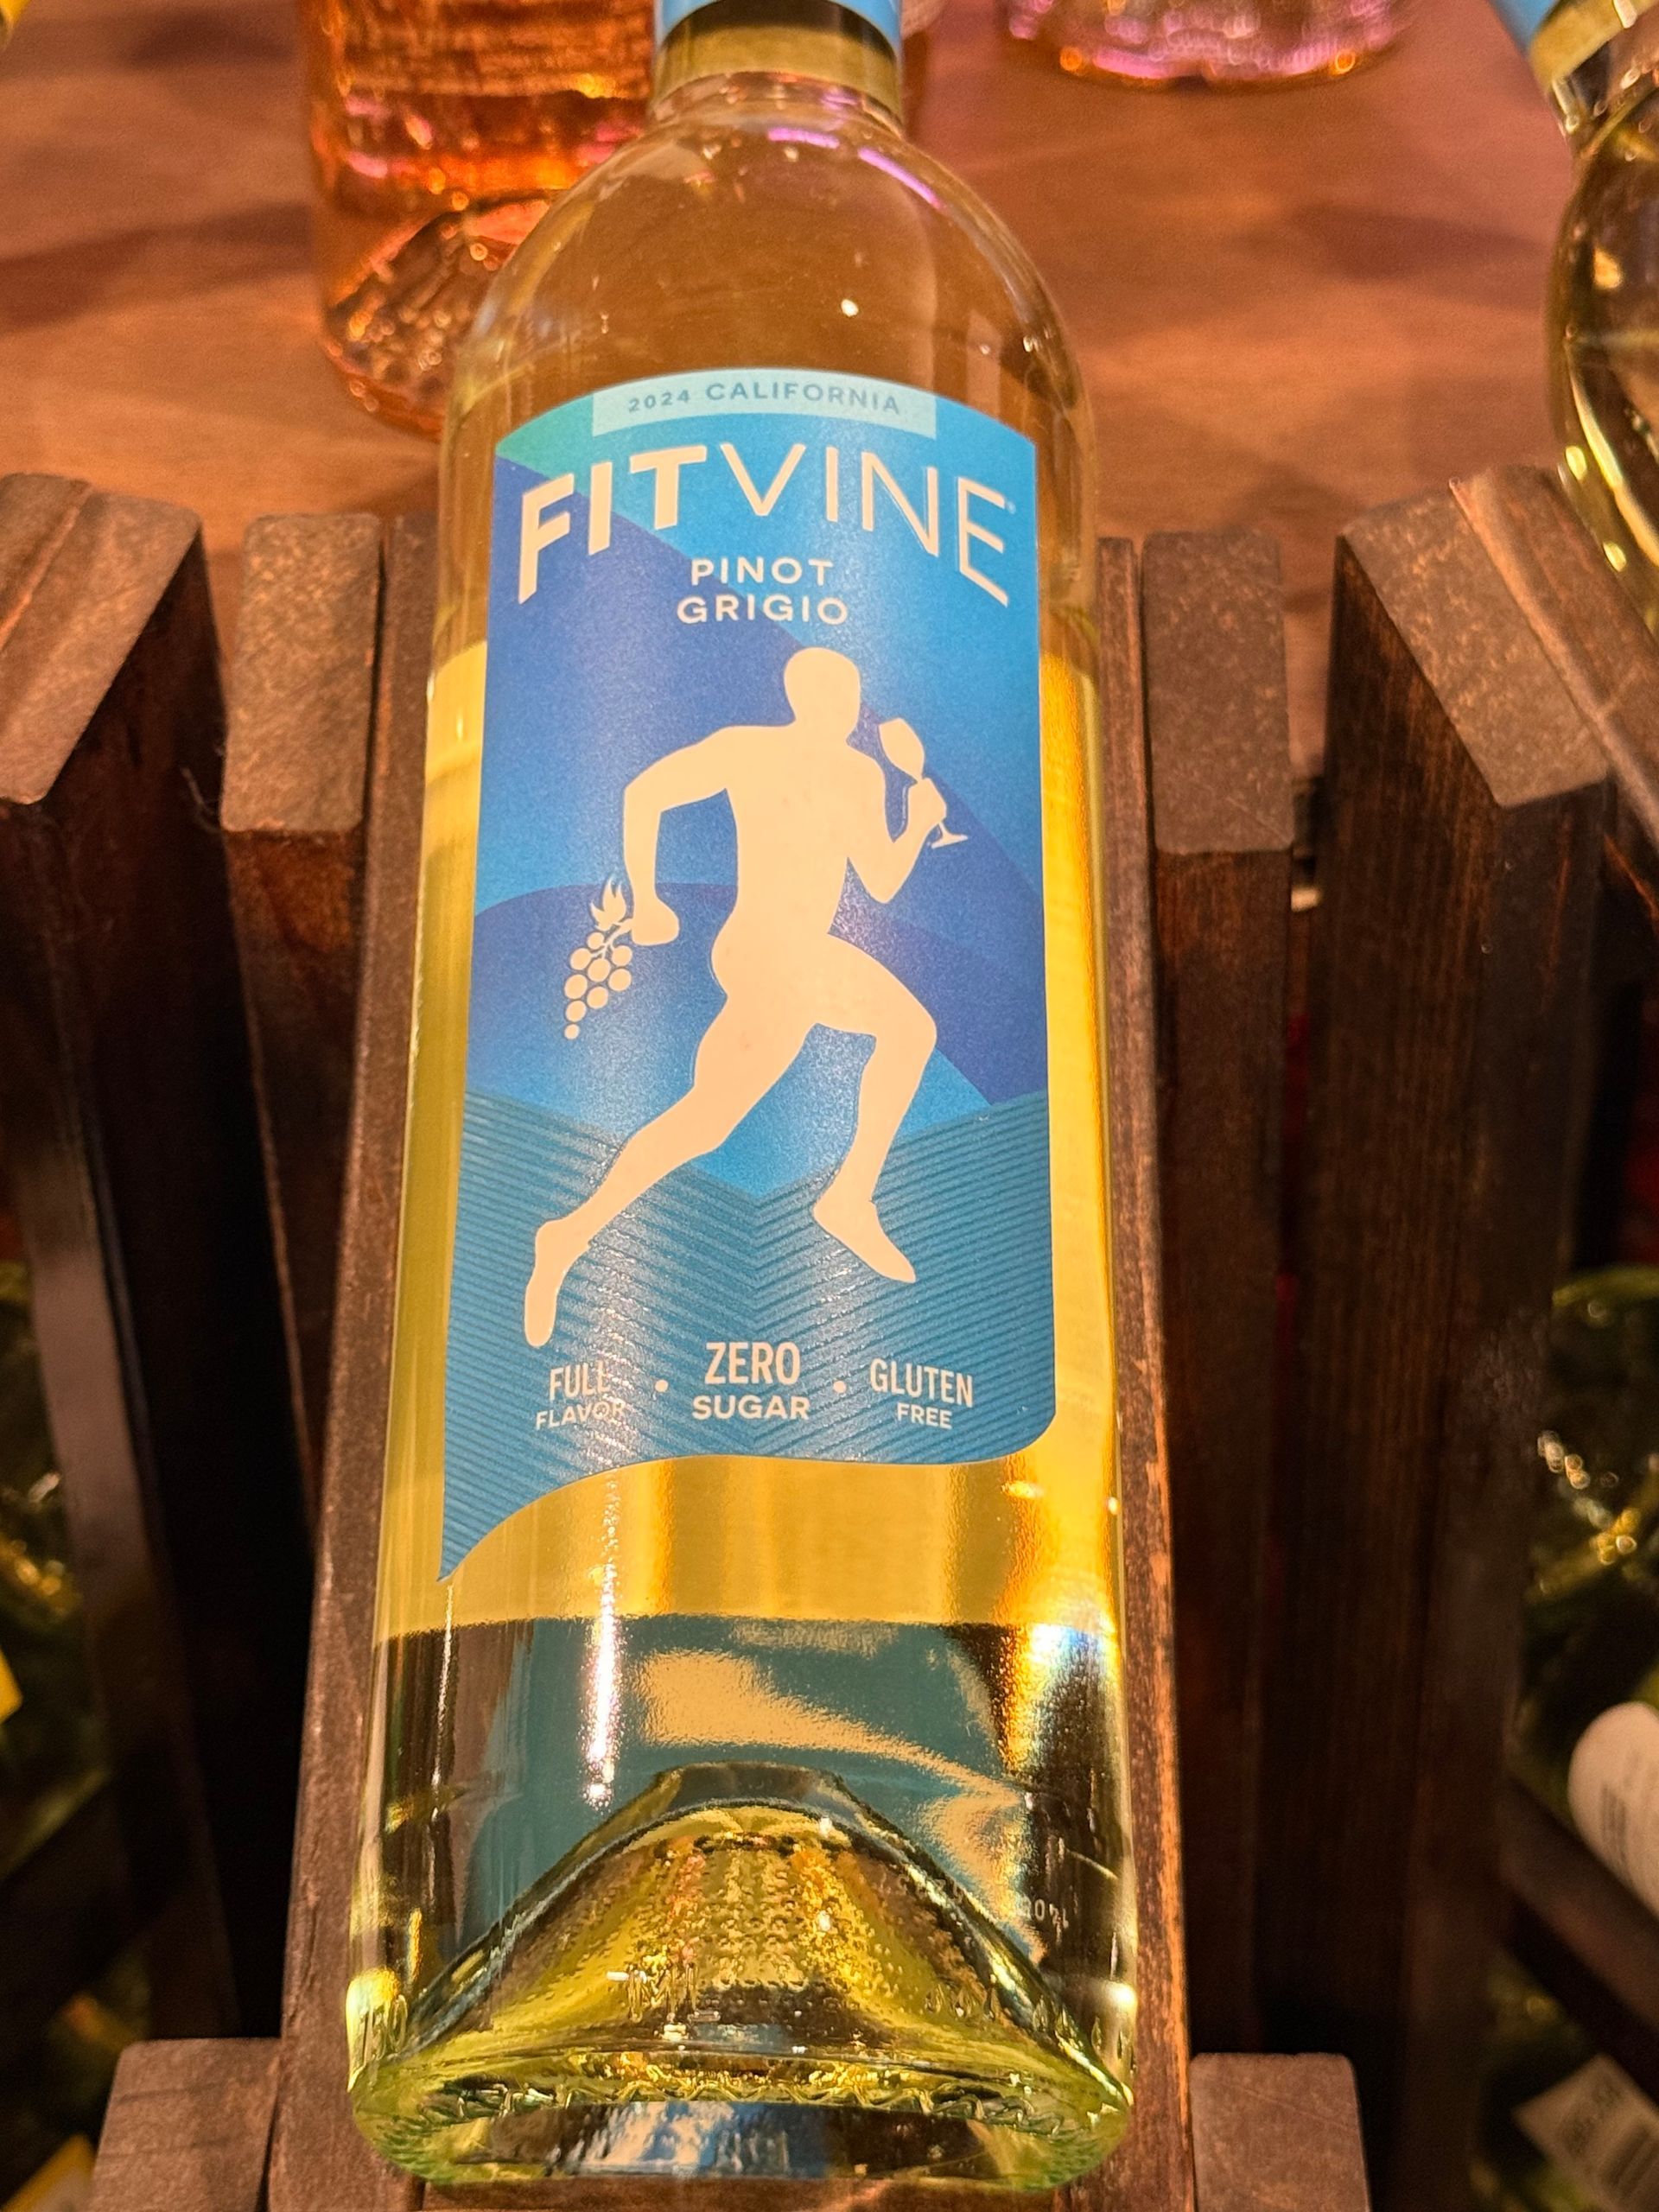 2024 CALIFORNIA
FITVINE®
PINOT
GRIGIO
FULL
FLAVOR
•
ZERO
SUGAR
•
GLUTEN
FREE